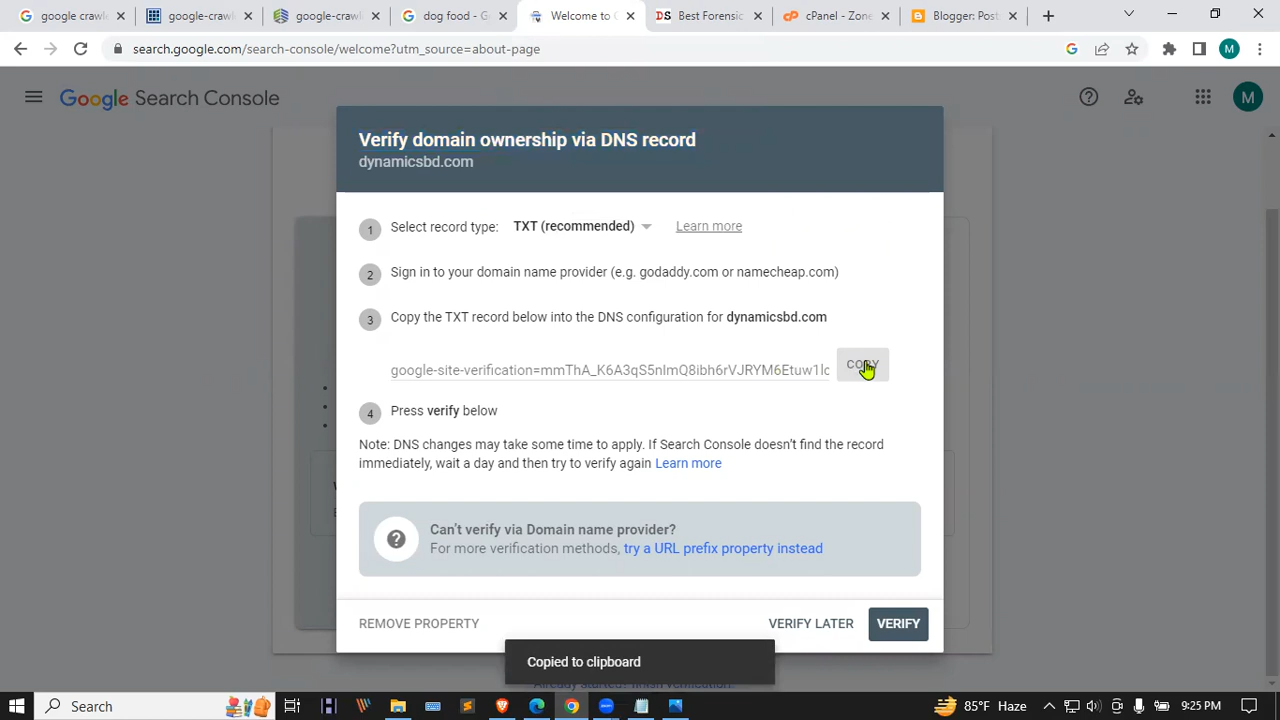 google crawl
google-crawl
google-crawl
dog food - G
Welcome to G
DS Best Forensic
cPanel - Zone
Blogger: Post
search.google.com/search-console/welcome?utm_source=about-page
M
Google Search Console
M
Verify domain ownership via DNS record
dynamicsbd.com
1 Select record type: TXT (recommended) Learn more
2 Sign in to your domain name provider (e.g. godaddy.com or namecheap.com)
3 Copy the TXT record below into the DNS configuration for dynamicsbd.com
google-site-verification=mmThA_K6A3qS5nlmQ8ibh6rVJRYM6Etuw1lc
COPY
4 Press verify below
Note: DNS changes may take some time to apply. If Search Console doesn't find the record
immediately, wait a day and then try to verify again Learn more
Can't verify via Domain name provider?
For more verification methods, try a URL prefix property instead
REMOVE PROPERTY
VERIFY LATER
VERIFY
Copied to clipboard
Already started? finish verification.
Search
85°F Haze
9:25 PM